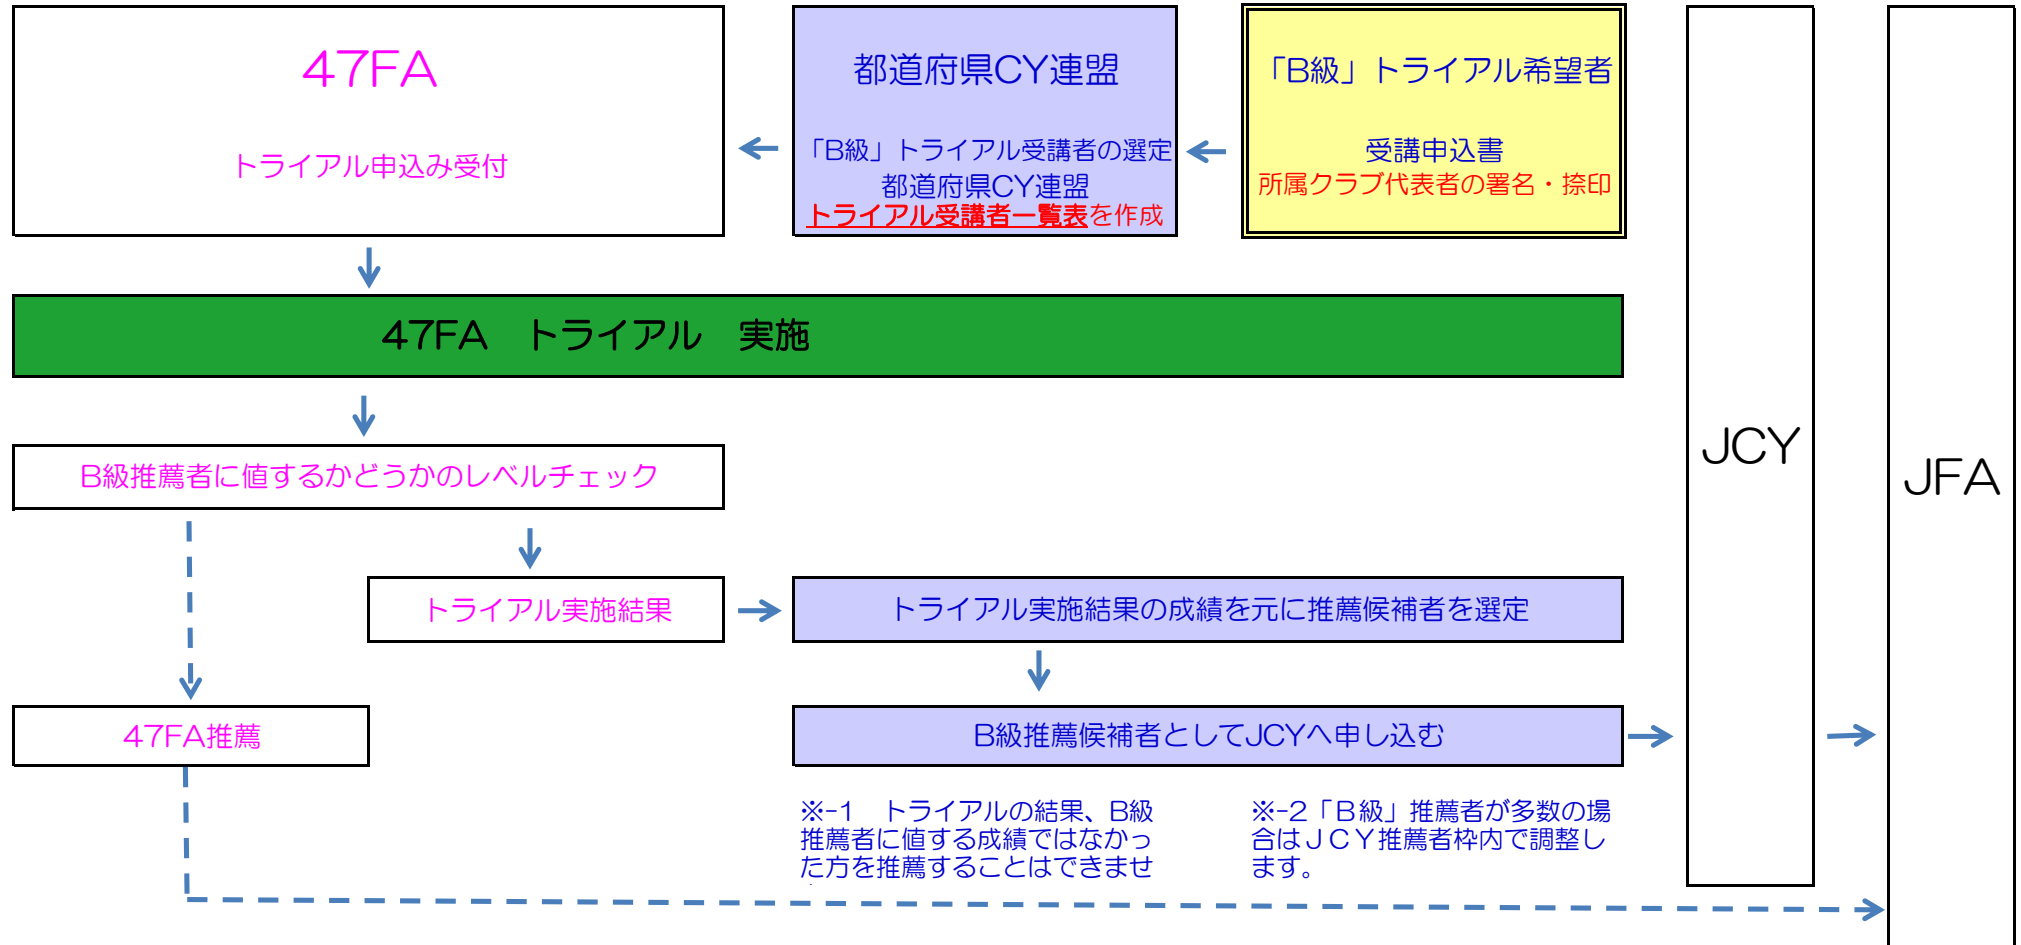 47FA
トライアル申込み受付
都道府県CY連盟
「B級」トライアル受講者の選定
都道府県CY連盟
トライアル受講者一覧表を作成
「B級」トライアル希望者
受講申込書
所属クラブ代表者の署名・捺印
47FA　トライアル　実施
B級推薦者に値するかどうかのレベルチェック
トライアル実施結果
トライアル実施結果の成績を元に推薦候補者を選定
47FA推薦
B級推薦候補者としてJCYへ申し込む
JCY
JFA
※-1　トライアルの結果、B級
推薦者に値する成績ではなかっ
た方を推薦することはできませ
※-2「Ｂ級」推薦者が多数の場
合はＪＣＹ推薦者枠内で調整し
ます。